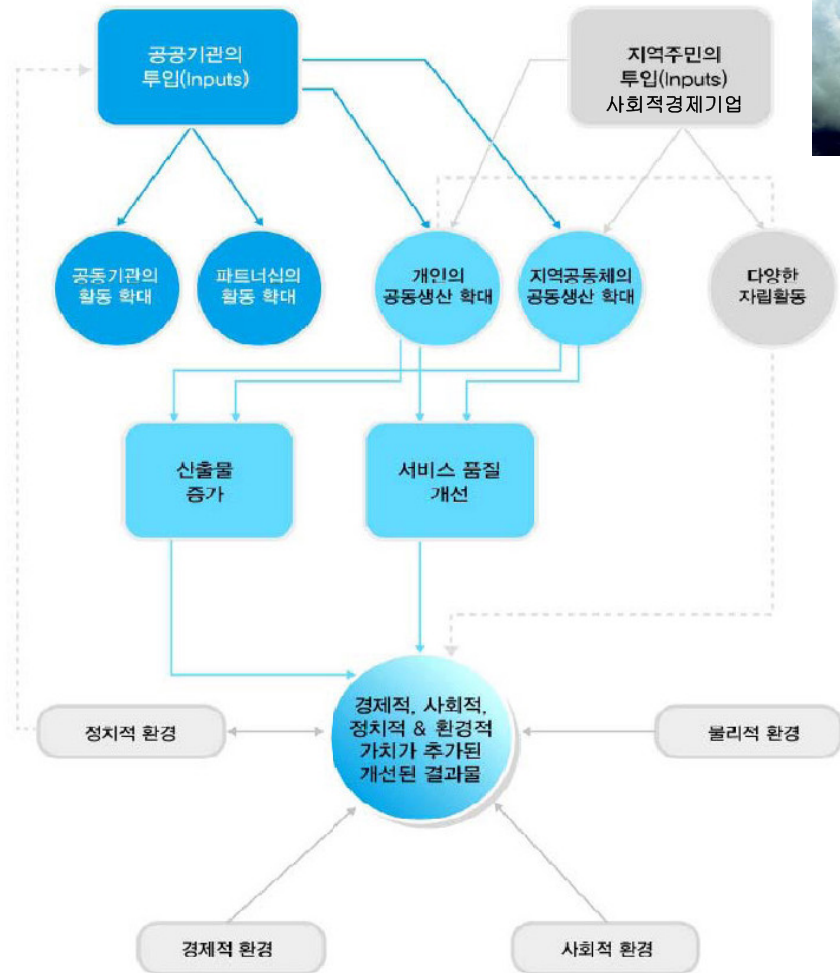 공공기관의
투입(Inputs)
지역주민의
투입(Inputs)
사회적경제기업
공동기관의
활동 확대
파트너십의
활동 확대
개인의
공동생산 확대
지역공동체의
공동생산 확대
다양한
자립활동
산출물
증가
서비스 품질
개선
경제적, 사회적,
정치적 & 환경적
가치가 추가된
개선된 결과물
정치적 환경
물리적 환경
경제적 환경
사회적 환경